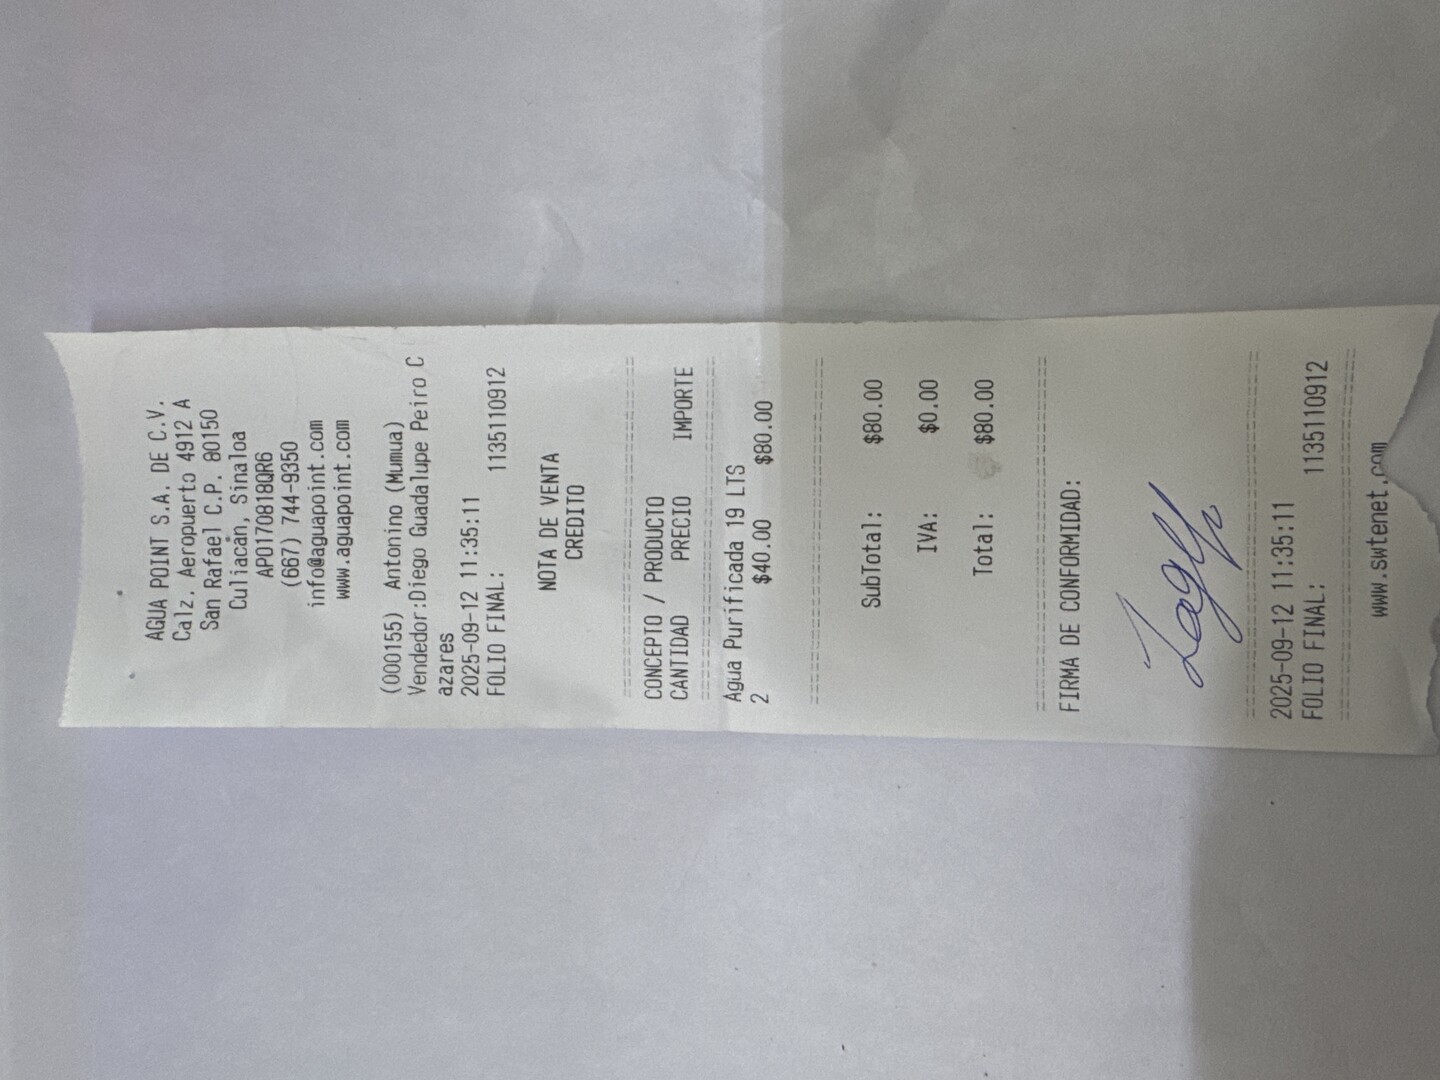 AGUA POINT S.A. DE C.V.
Calz. Aeropuerto 4912 A
San Rafael C.P. 80150
Culiacán, Sinaloa
APO170818QR6
(667) 744-9350
info@aguapoint.com
www.aguapoint.com
(000155) Antonino (Mumua)
Vendedor:Diego Guadalupe Peiro C
azares
2025-09-12 11:35:11
FOLIO FINAL: 1135110912
NOTA DE VENTA
CREDITO
CONCEPTO / PRODUCTO
CANTIDAD PRECIO IMPORTE
Agua Purificada 19 LTS
2 $40.00 $80.00
SubTotal: $80.00
IVA: $0.00
Total: $80.00
FIRMA DE CONFORMIDAD:
2025-09-12 11:35:11
FOLIO FINAL: 1135110912
www.swtenet.com